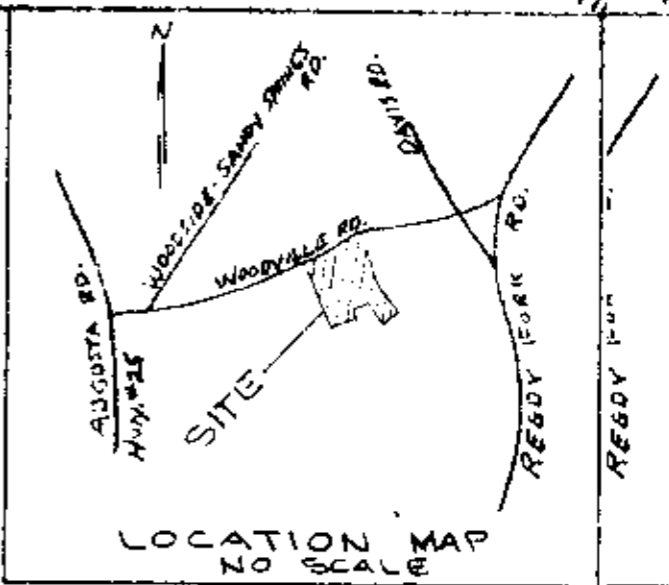 N
WOODSIDE-SANDY SPRINGS
RD.
DAVIS RD.
WOODVILLE RD.
AUGUSTA RD.
Hwy. #25
SITE
REEDY FORK RD.
REEDY
LOCATION MAP
NO SCALE